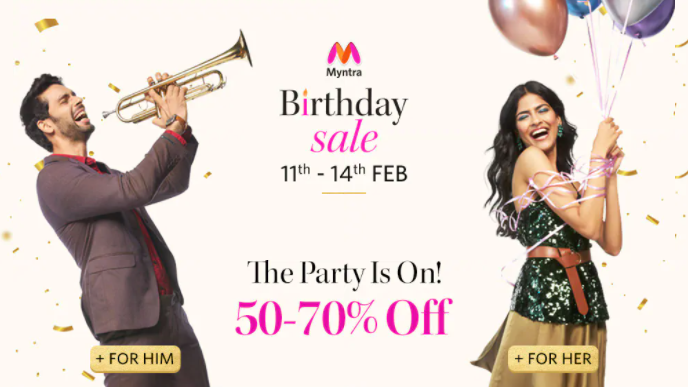 Myntra
Birthday
sale
11th - 14th FEB
The Party Is On!
50-70% Off
+ FOR HIM
+ FOR HER